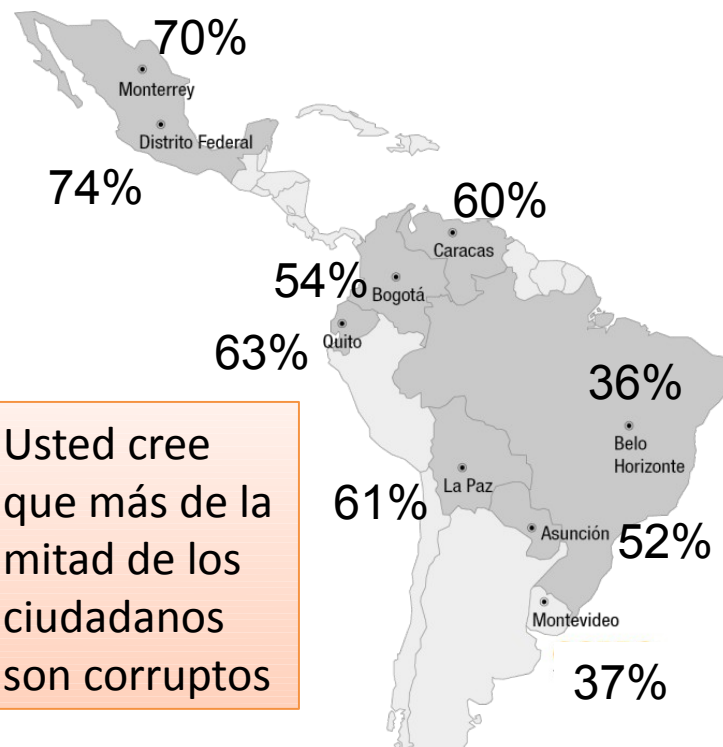 70%
Monterrey
Distrito Federal
74%
60%
Caracas
54%
Bogotá
Quito
63%
36%
Belo
Horizonte
Usted cree
que más de la
mitad de los
ciudadanos
son corruptos
La Paz
61%
Asunción
52%
Montevideo
37%